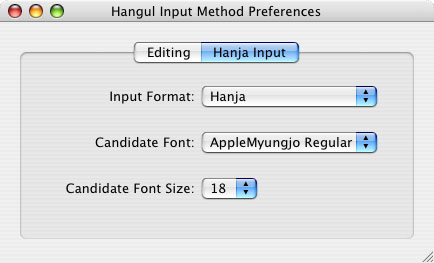 Hangul Input Method Preferences
Editing Hanja Input
Input Format: Hanja
Candidate Font: AppleMyungjo Regular
Candidate Font Size: 18